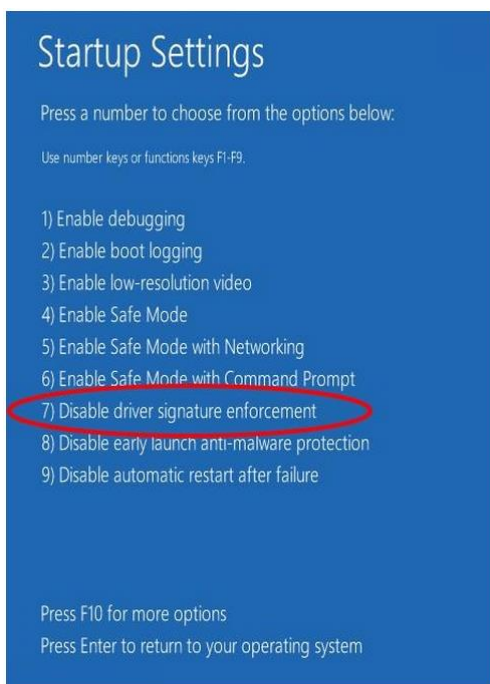 Startup Settings
Press a number to choose from the options below:
Use number keys or functions keys F1-F9.
1) Enable debugging
2) Enable boot logging
3) Enable low-resolution video
4) Enable Safe Mode
5) Enable Safe Mode with Networking
6) Enable Safe Mode with Command Prompt
7) Disable driver signature enforcement
8) Disable early launch anti-malware protection
9) Disable automatic restart after failure
Press F10 for more options
Press Enter to return to your operating system